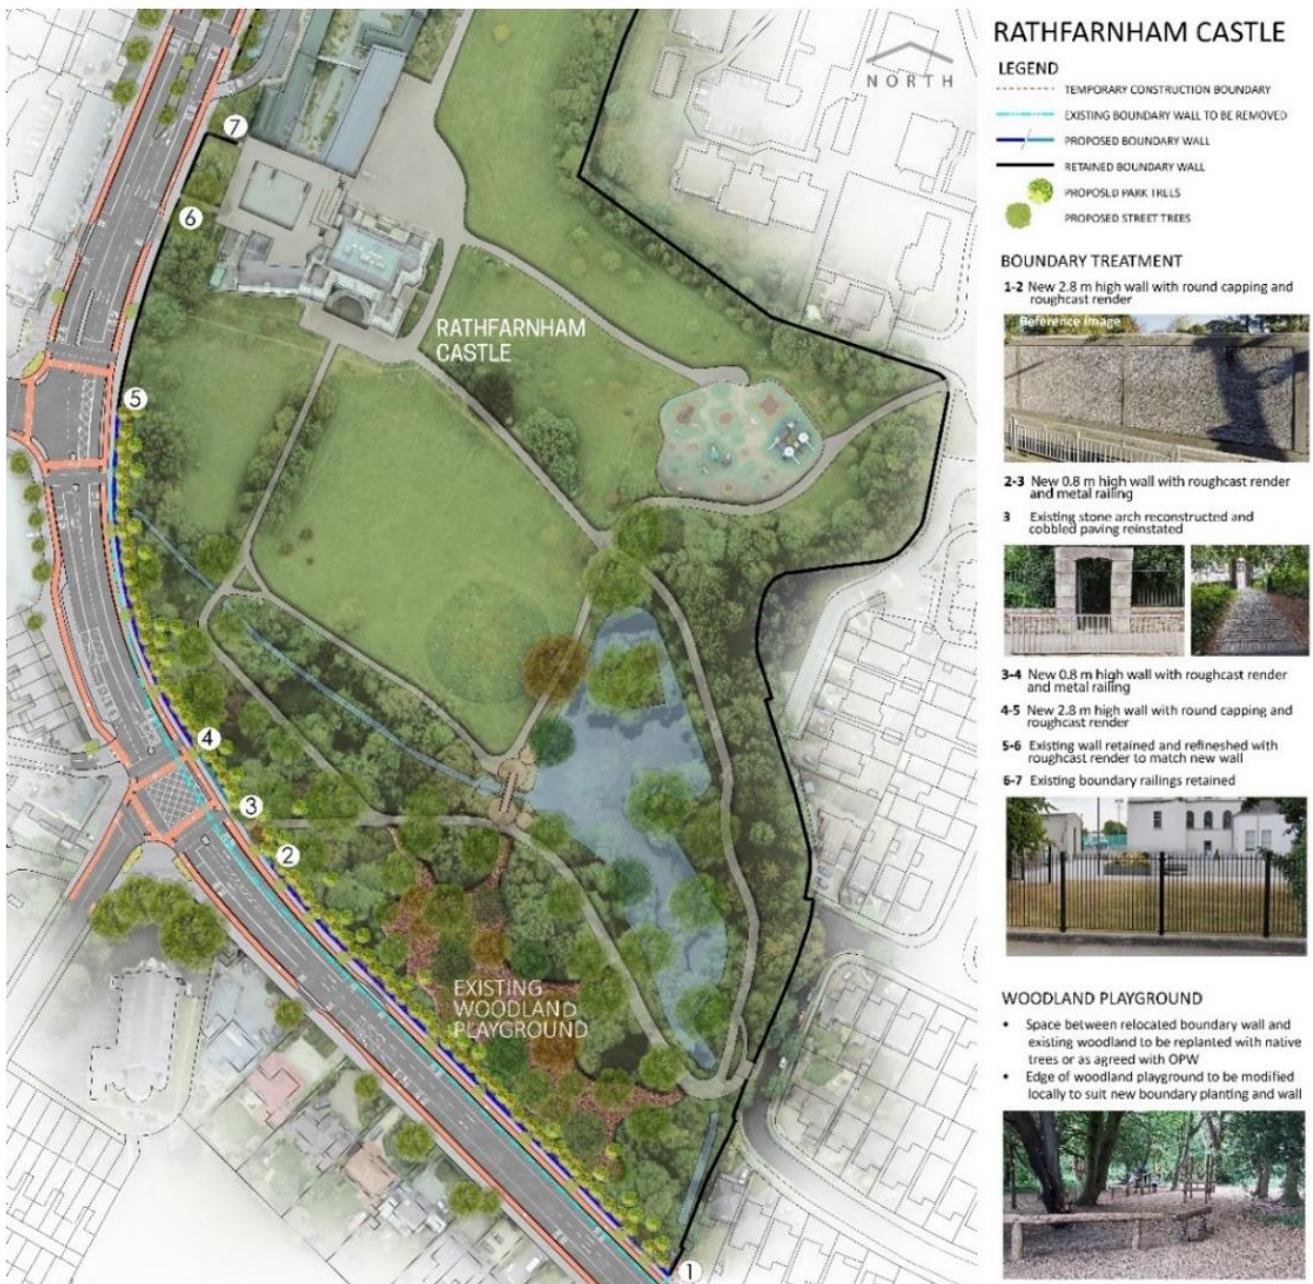 RATHFARNHAM CASTLE
NORTH
LEGEND
TEMPORARY CONSTRUCTION BOUNDARY
EXISTING BOUNDARY WALL TO BE REMOVED
PROPOSED BOUNDARY WALL
RETAINED BOUNDARY WALL
PROPOSED PARK TREES
PROPOSED STREET TREES
BOUNDARY TREATMENT
1-2 New 2.8 m high wall with round capping and
roughcast render
Reference image
2-3 New 0.8 m high wall with roughcast render
and metal railing
3 Existing stone arch reconstructed and
cobbled paving reinstated
3-4 New 0.8 m high wall with roughcast render
and metal railing
4-5 New 2.8 m high wall with round capping and
roughcast render
5-6 Existing wall retained and refineshed with
roughcast render to match new wall
6-7 Existing boundary railings retained
WOODLAND PLAYGROUND
• Space between relocated boundary wall and
existing woodland to be replanted with native
trees or as agreed with OPW
• Edge of woodland playground to be modified
locally to suit new boundary planting and wall
7
6
RATHFARNHAM
CASTLE
5
4
3
2
EXISTING
WOODLAND
PLAYGROUND
1